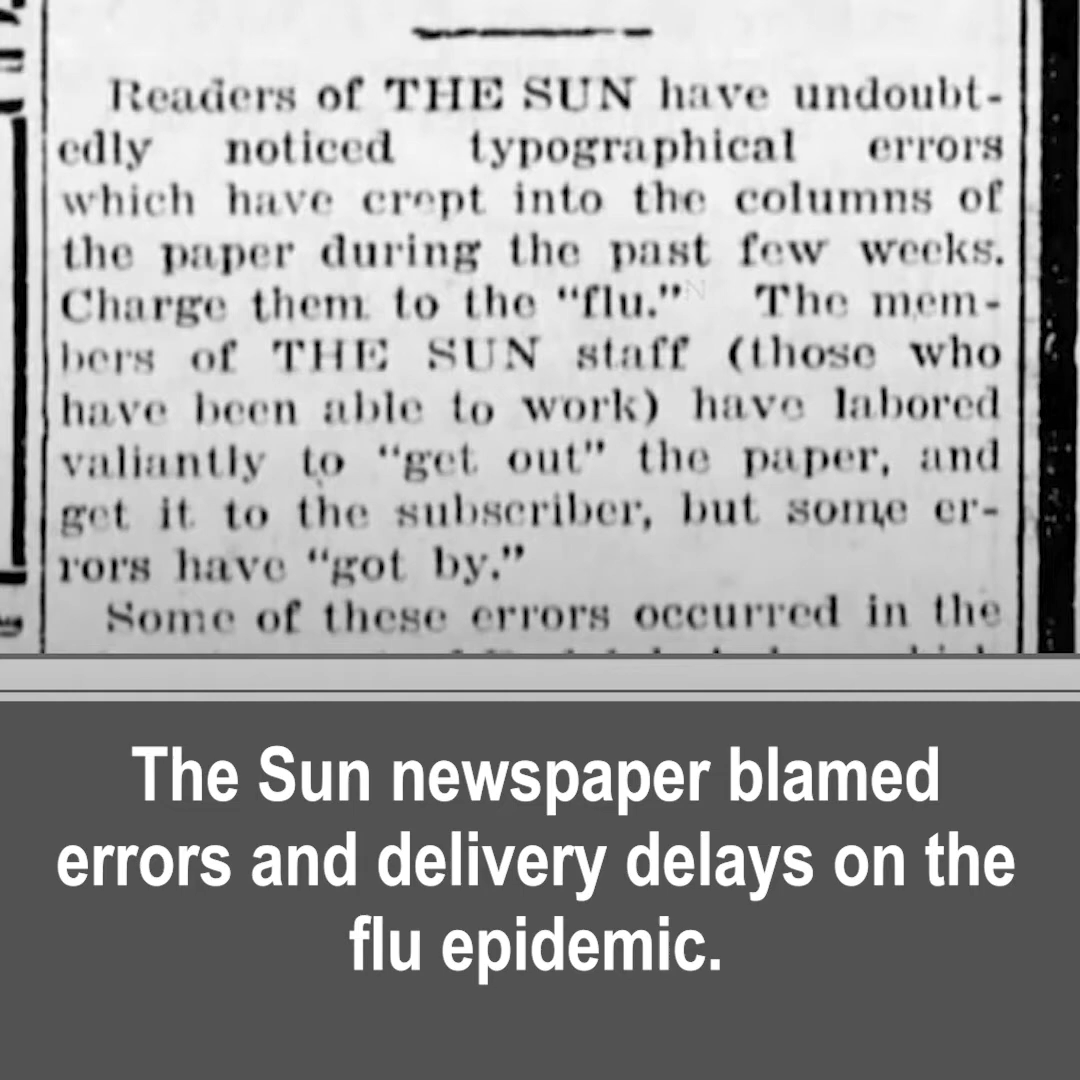 Readers of THE SUN have undoubt-
edly noticed typographical errors
which have crept into the columns of
the paper during the past few weeks.
Charge them to the “flu.” The mem-
bers of THE SUN staff (those who
have been able to work) have labored
valiantly to “get out” the paper, and
get it to the subscriber, but some er-
rors have “got by.”
Some of these errors occurred in the
The Sun newspaper blamed
errors and delivery delays on the
flu epidemic.